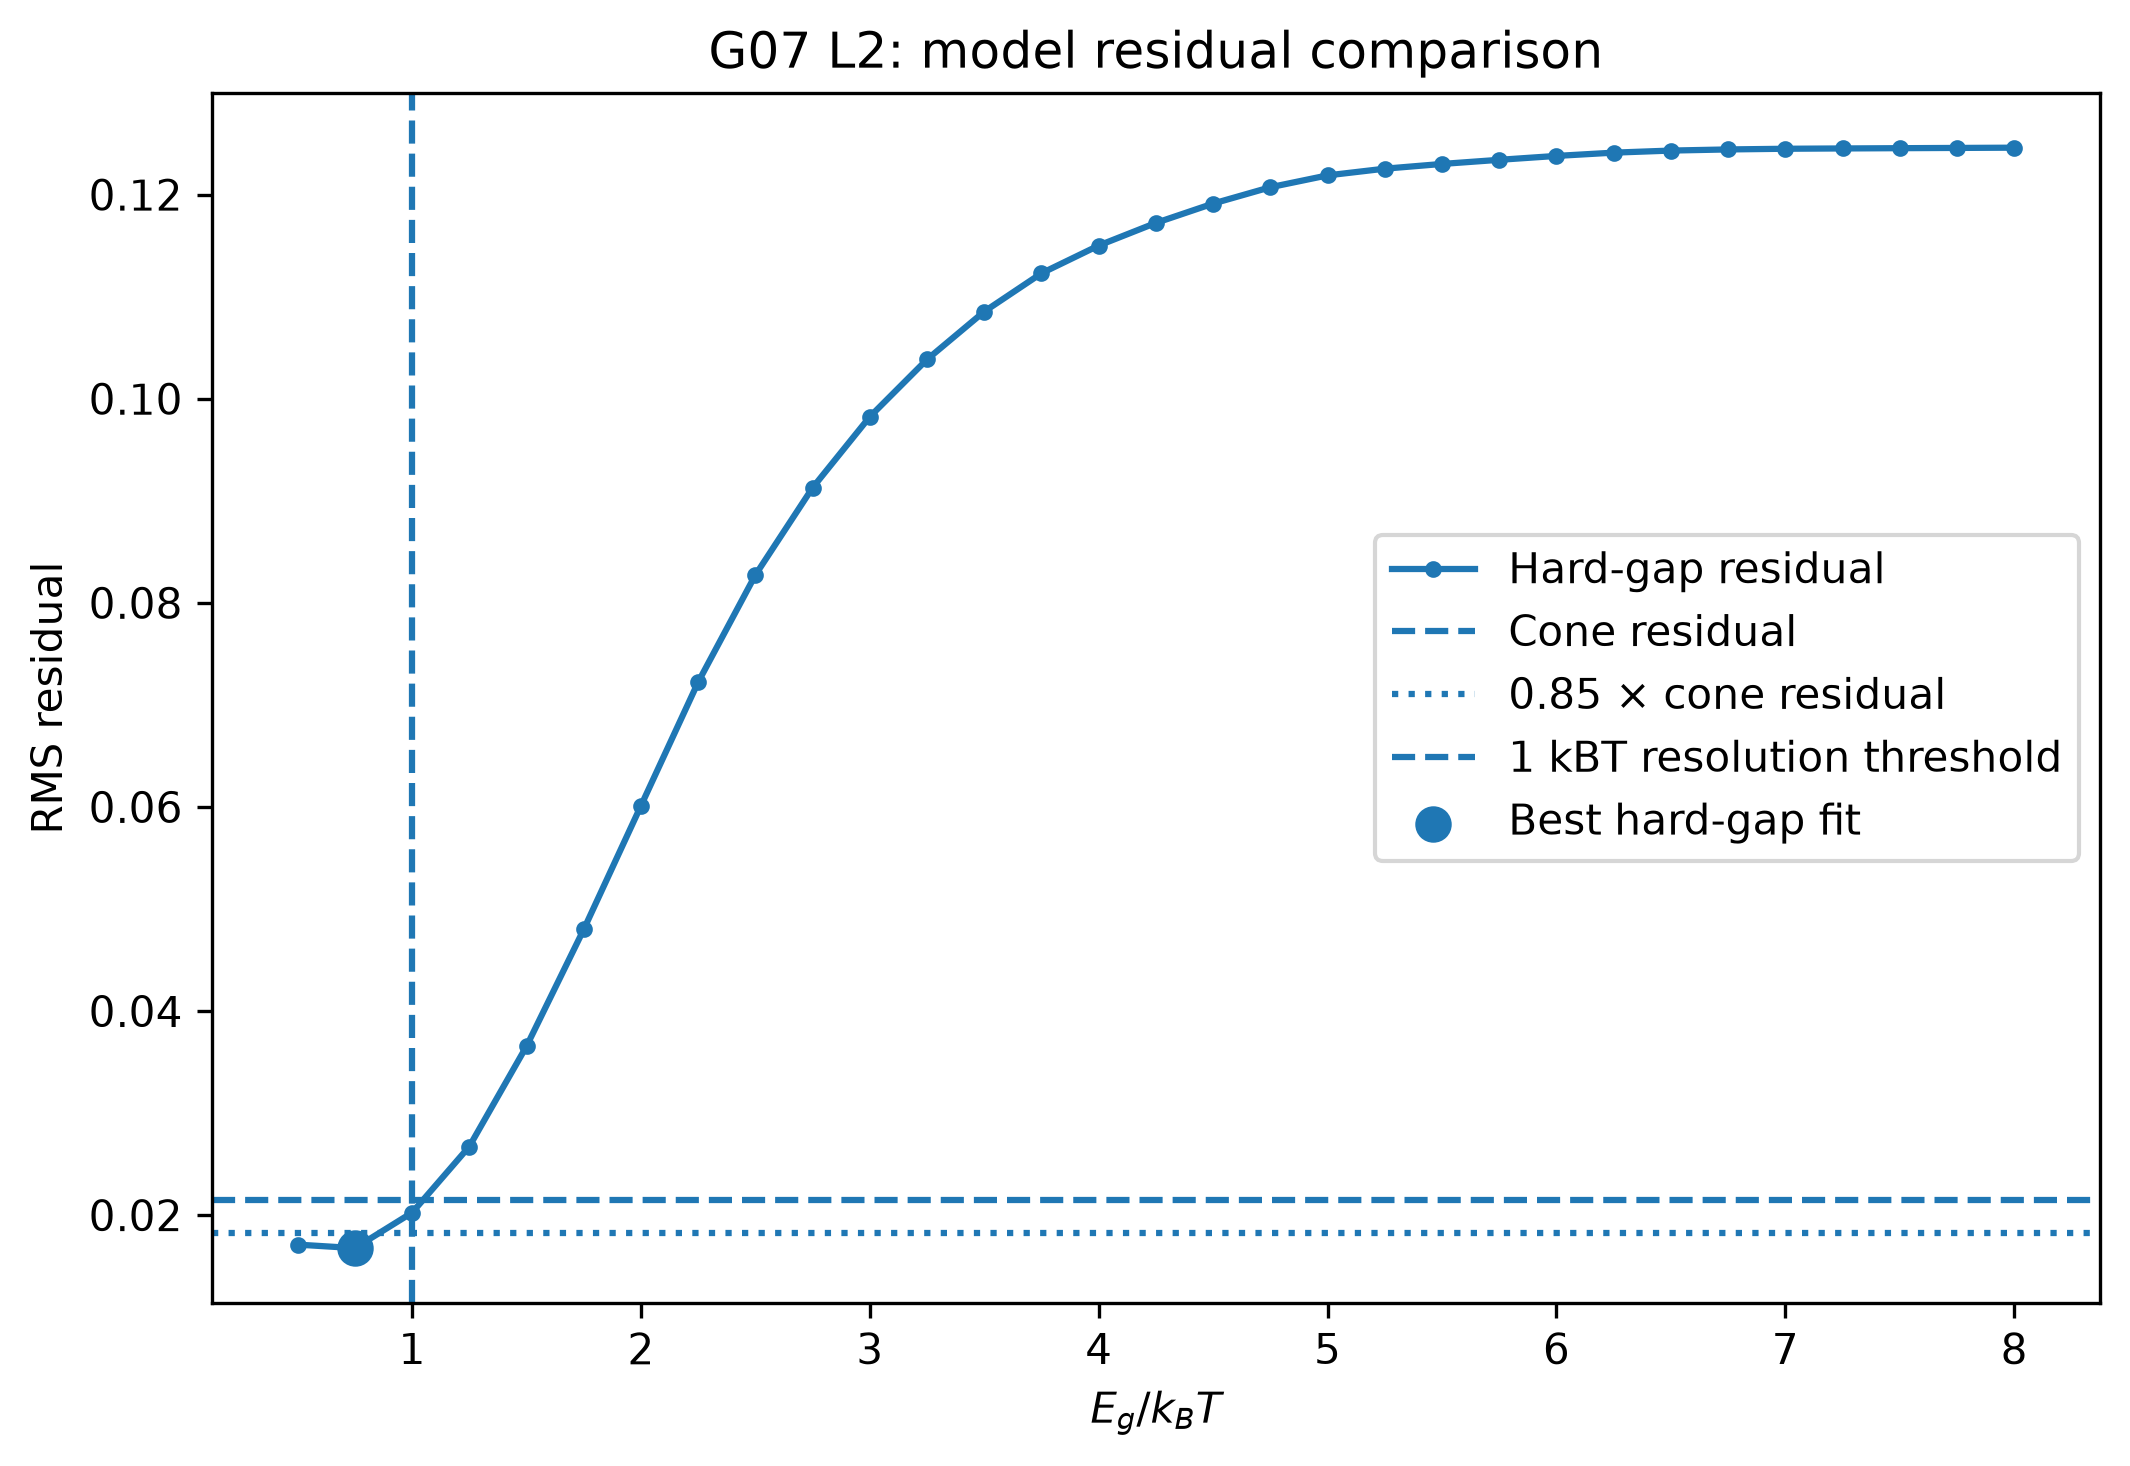 G07 L2: model residual comparison
RMS residual
0.12
0.10
0.08
0.06
0.04
0.02
Hard-gap residual
Cone residual
0.85 × cone residual
1 kBT resolution threshold
Best hard-gap fit
1 2 3 4 5 6 7 8
E_g/k_BT